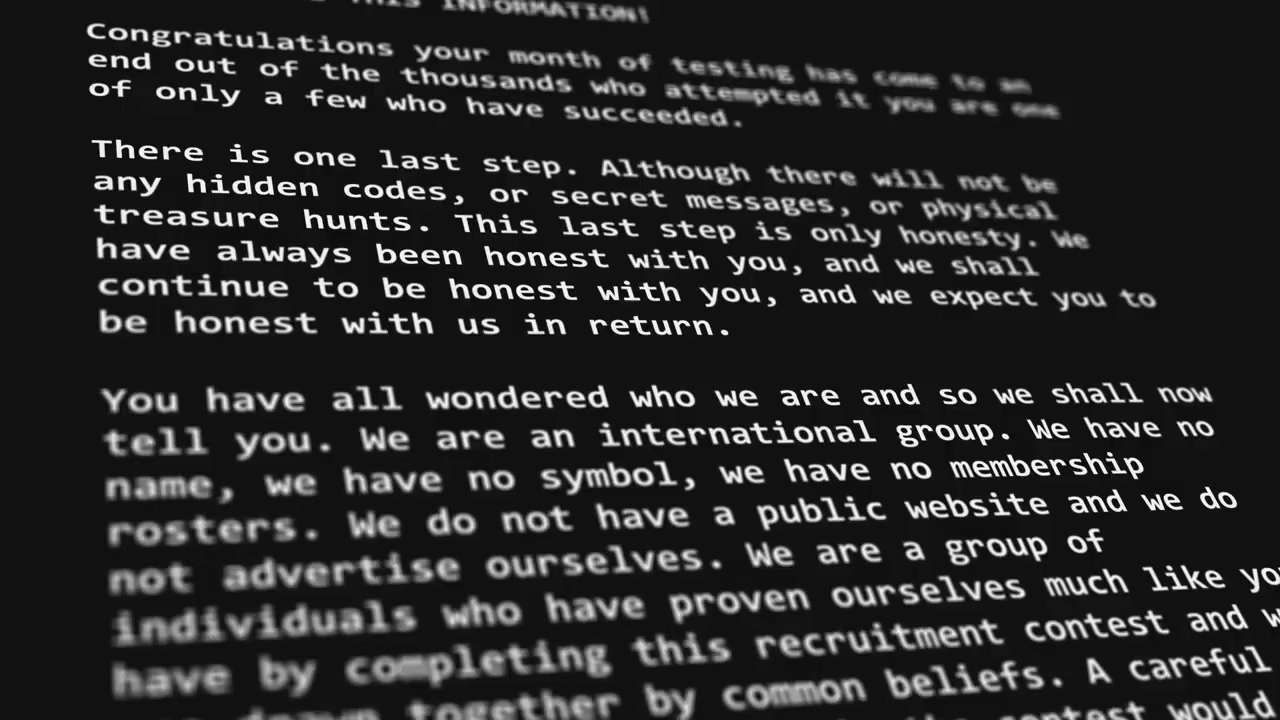 THIS INFORMATION!
Congratulations your month of testing has come to an
end out of the thousands who attempted it you are one
of only a few who have succeeded.
There is one last step. Although there will not be
any hidden codes, or secret messages, or physical
treasure hunts. This last step is only honesty. We
have always been honest with you, and we shall
continue to be honest with you, and we expect you to
be honest with us in return.
You have all wondered who we are and so we shall now
tell you. We are an international group. We have no
name, we have no symbol, we have no membership
rosters. We do not have a public website and we do
not advertise ourselves. We are a group of
individuals who have proven ourselves much like
have by completing this recruitment contest and
together by common beliefs. A careful
contest would